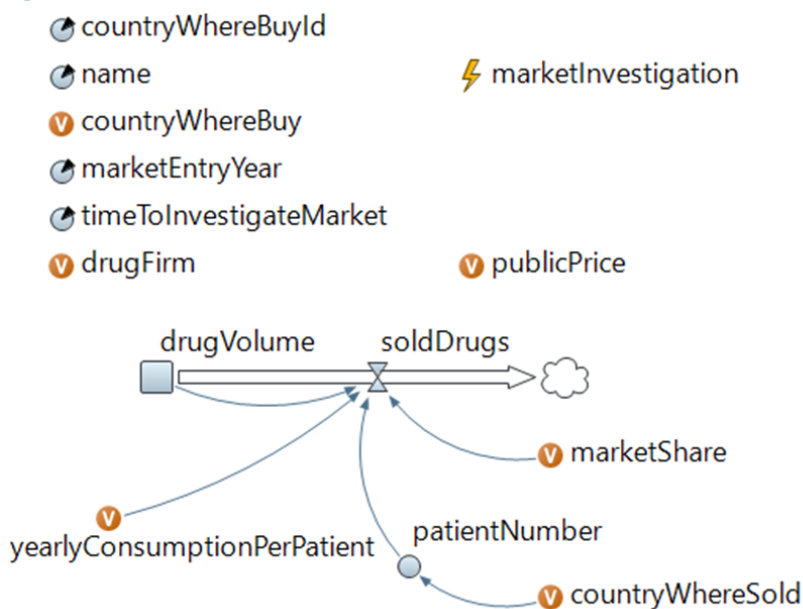 countryWhereBuyId
name
marketInvestigation
V countryWhereBuy
marketEntryYear
timeToInvestigateMarket
V drugFirm
V publicPrice
drugVolume
soldDrugs
V marketShare
V
yearlyConsumptionPerPatient
patientNumber
V countryWhereSold